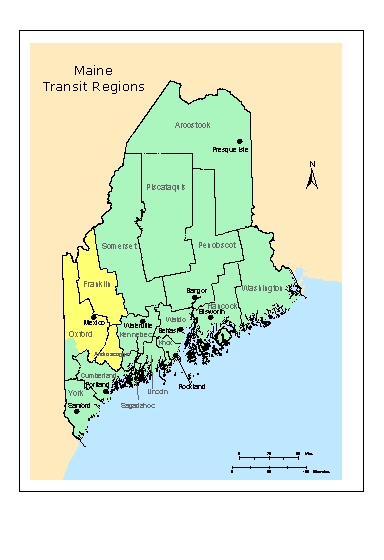 Maine
Transit Regions
Aroostook
Presque Isle
N
Piscataquis
Somerset
Penobscot
Franklin
Washington
Bangor
Hancock
Ellsworth
Mexico
Waterville
Waldo
Belfast
Oxford
Kennebec
Knox
Androscoggin
Cumberland
Portland
Rockland
York
Lincoln
Sanford
Sagadahoc